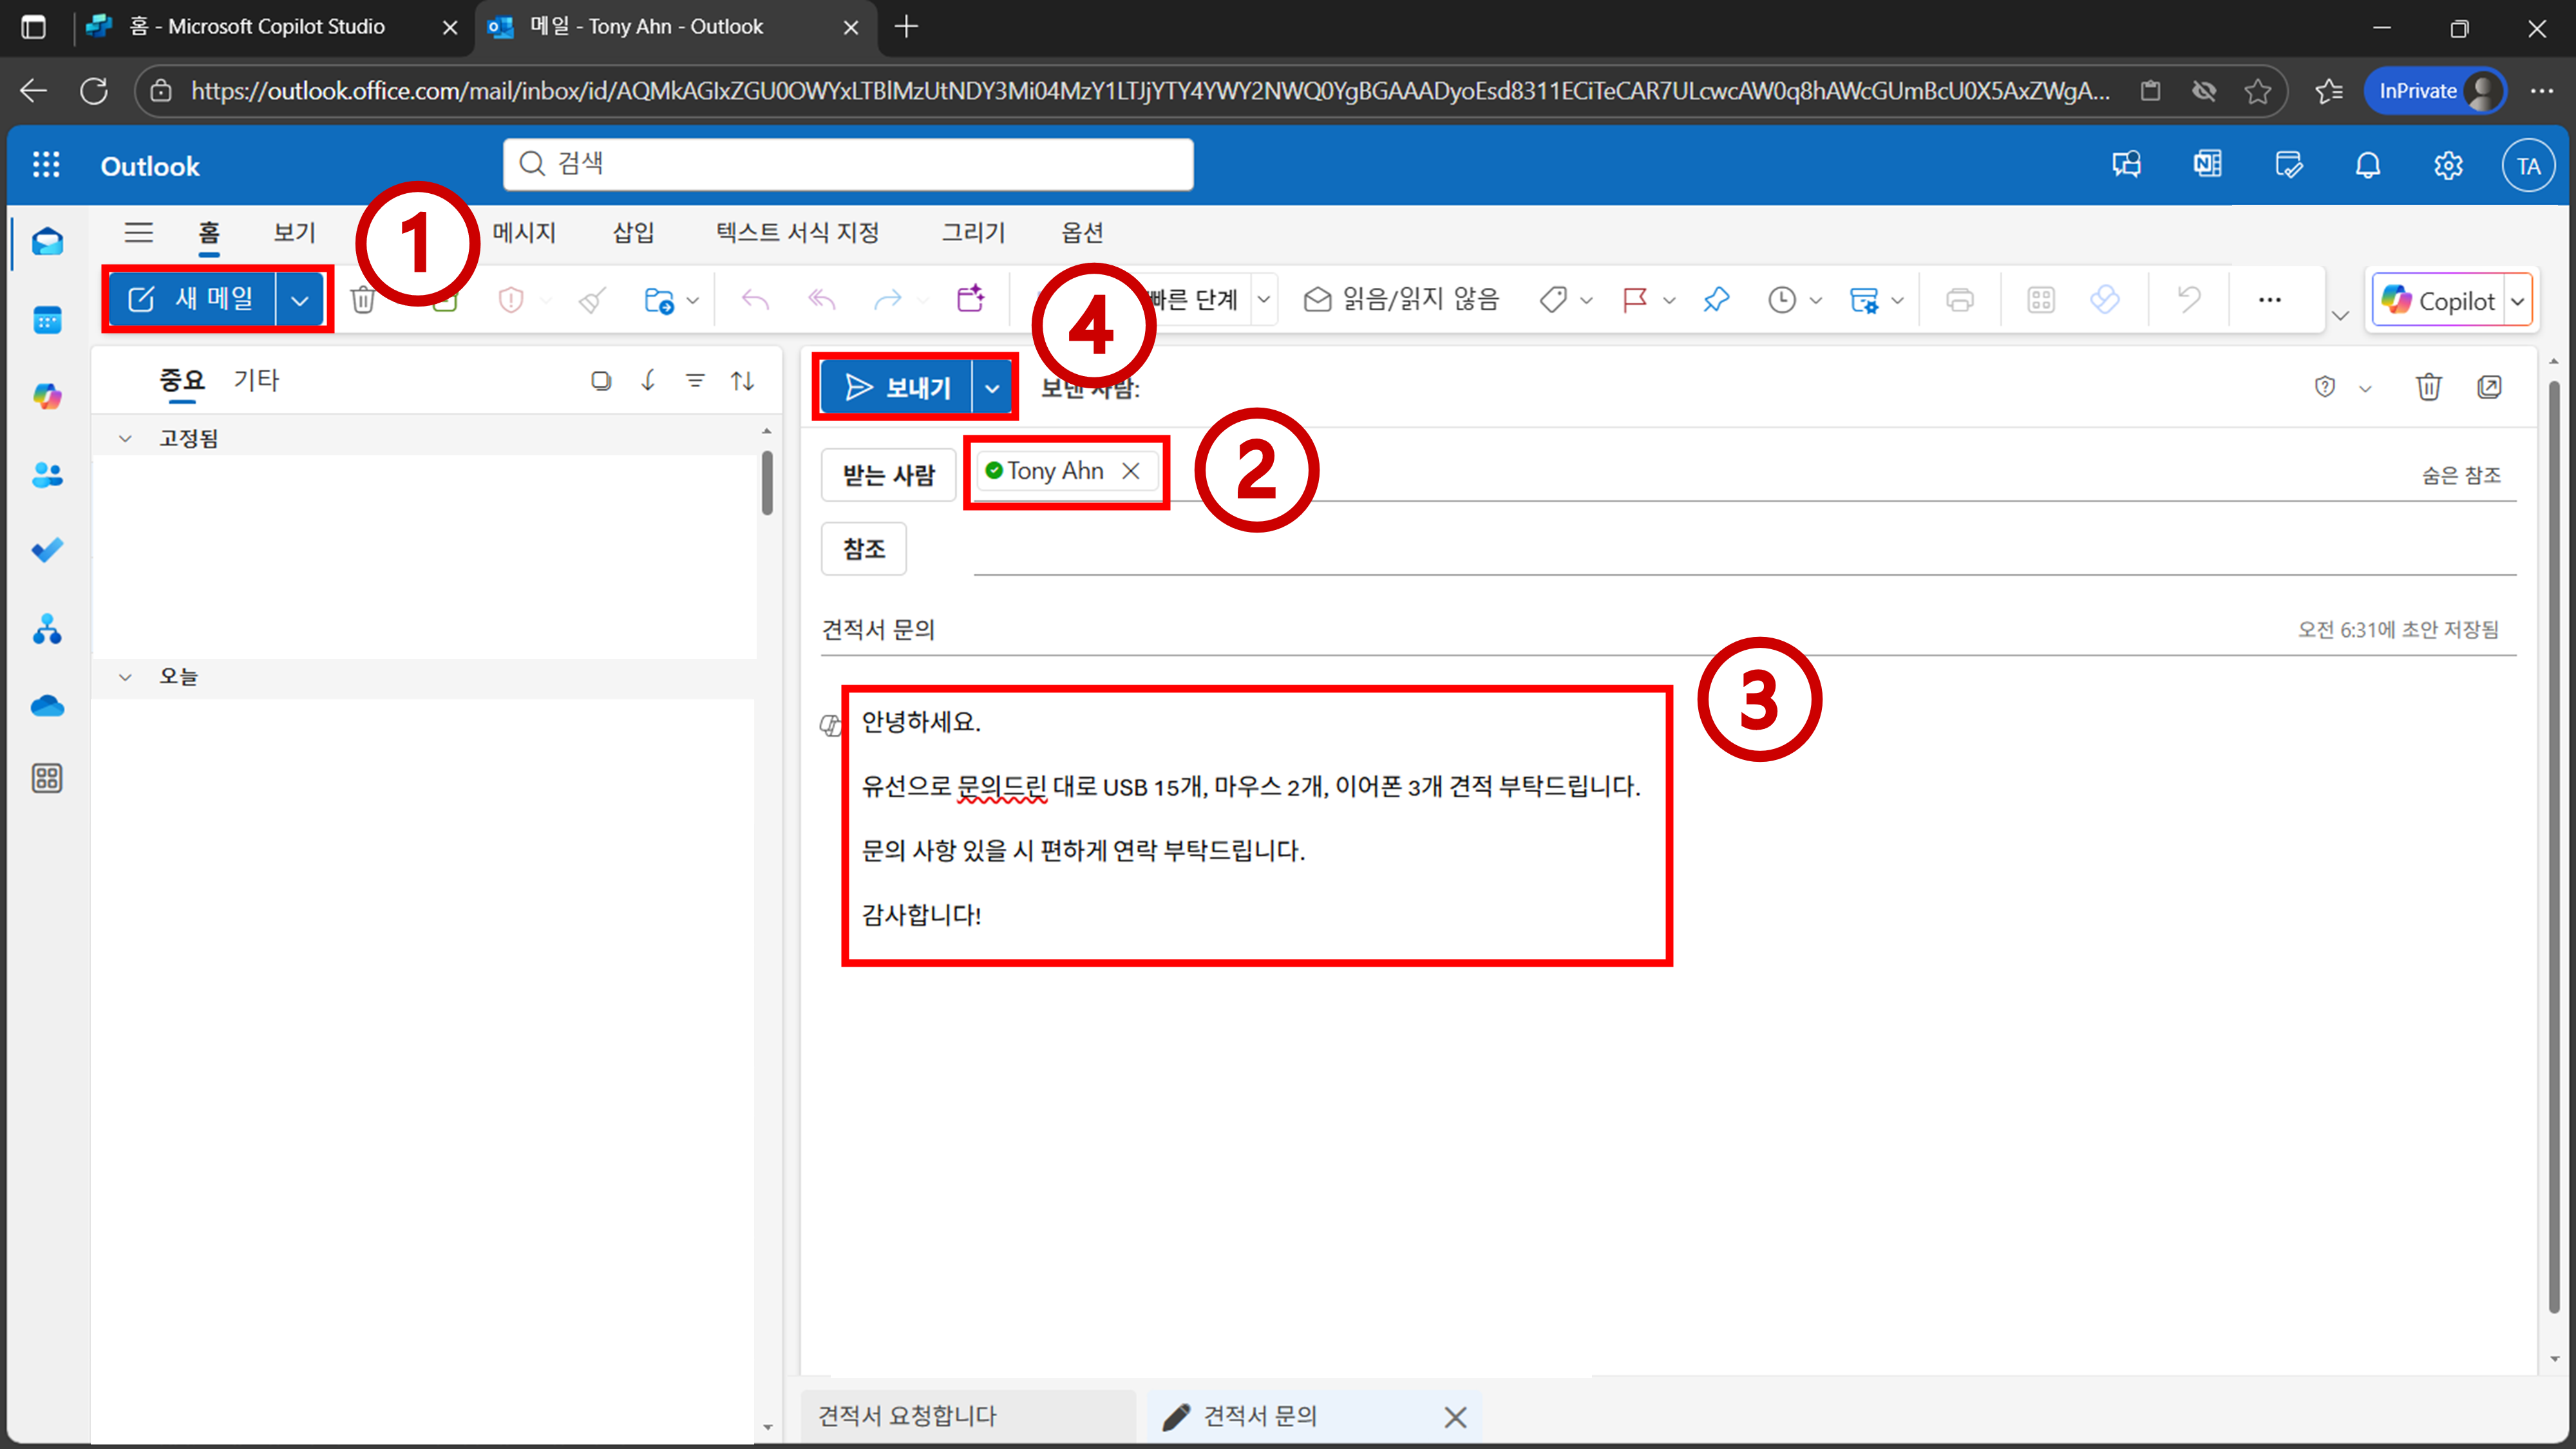 홈 - Microsoft Copilot Studio
메일 - Tony Ahn - Outlook
https://outlook.office.com/mail/inbox/id/AQMkAGIxZGU0OWYxLTBlMzUtNDY3Mi04MzY1LTJjYTY4YWY2NWQ0YgBGAAADyoEsd8311ECiTeCAR7ULcwcAW0q8hAWcGUmBcU0X5AxZWgA...
InPrivate
Outlook
검색
TA
홈 보기 메시지 삽입 텍스트 서식 지정 그리기 옵션
1
새 메일
4
빠른 단계
읽음/읽지 않음
Copilot
중요 기타
보내기
보낸 사람:
고정됨
받는 사람
Tony Ahn
2
숨은 참조
참조
견적서 문의
오전 6:31에 초안 저장됨
오늘
3
안녕하세요.
유선으로 문의드린 대로 USB 15개, 마우스 2개, 이어폰 3개 견적 부탁드립니다.
문의 사항 있을 시 편하게 연락 부탁드립니다.
감사합니다!
견적서 요청합니다
견적서 문의